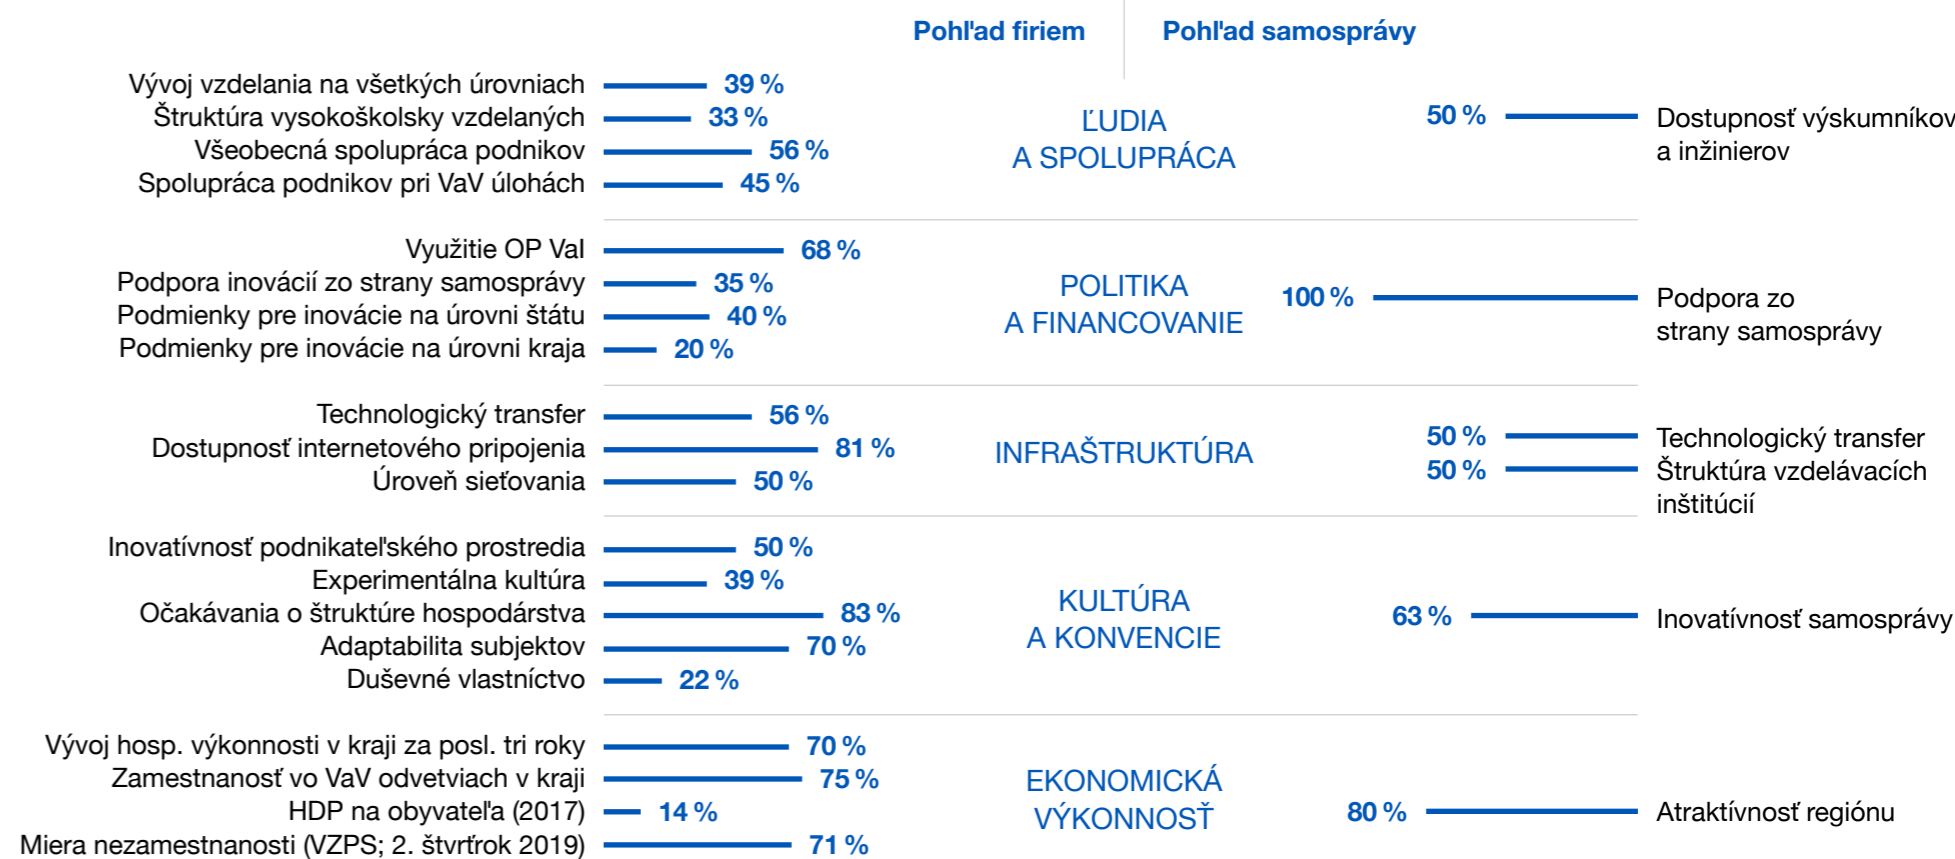 Pohľad firiem
Pohľad samosprávy
Vývoj vzdelania na všetkých úrovniach 39 %
Štruktúra vysokoškolsky vzdelaných 33 %
Všeobecná spolupráca podnikov 56 %
Spolupráca podnikov pri VaV úlohách 45 %
ĽUDIA
A SPOLUPRÁCA
50 % Dostupnosť výskumníkov
a inžinierov
Využitie OP VaI 68 %
Podpora inovácií zo strany samosprávy 35 %
Podmienky pre inovácie na úrovni štátu 40 %
Podmienky pre inovácie na úrovni kraja 20 %
POLITIKA
A FINANCOVANIE
100 % Podpora zo
strany samosprávy
Technologický transfer 56 %
Dostupnosť internetového pripojenia 81 %
Úroveň sieťovania 50 %
INFRAŠTRUKTÚRA
50 % Technologický transfer
50 % Štruktúra vzdelávacích
inštitúcií
Inovatívnosť podnikateľského prostredia 50 %
Experimentálna kultúra 39 %
Očakávania o štruktúre hospodárstva 83 %
Adaptabilita subjektov 70 %
Duševné vlastníctvo 22 %
KULTÚRA
A KONVENCIE
63 % Inovatívnosť samosprávy
Vývoj hosp. výkonnosti v kraji za posl. tri roky 70 %
Zamestnanosť vo VaV odvetviach v kraji 75 %
HDP na obyvateľa (2017) 14 %
Miera nezamestnanosti (VZPS; 2. štvrťrok 2019) 71 %
EKONOMICKÁ
VÝKONNOSŤ
80 % Atraktívnosť regiónu